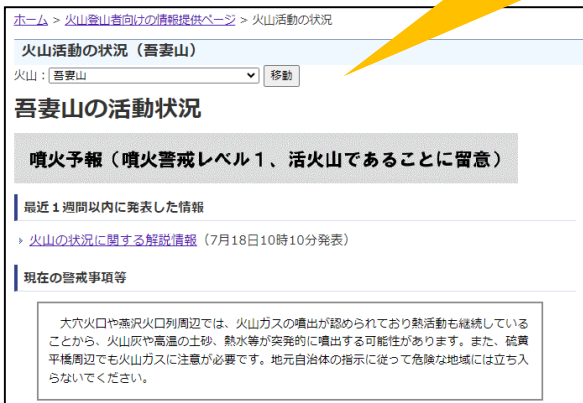 ホーム > 火山登山者向けの情報提供ページ > 火山活動の状況
火山活動の状況（吾妻山）
火山：吾妻山 移動
吾妻山の活動状況
噴火予報（噴火警戒レベル１、活火山であることに留意）
最近１週間以内に発表した情報
火山の状況に関する解説情報（7月18日10時10分発表）
現在の警戒事項等
大穴火口や燕沢火口列周辺では、火山ガスの噴出が認められており熱活動も継続している
ことから、火山灰や高温の土砂、熱水等が突発的に噴出する可能性があります。また、硫黄
平橋周辺でも火山ガスに注意が必要です。地元自治体の指示に従って危険な地域には立ち入
らないでください。